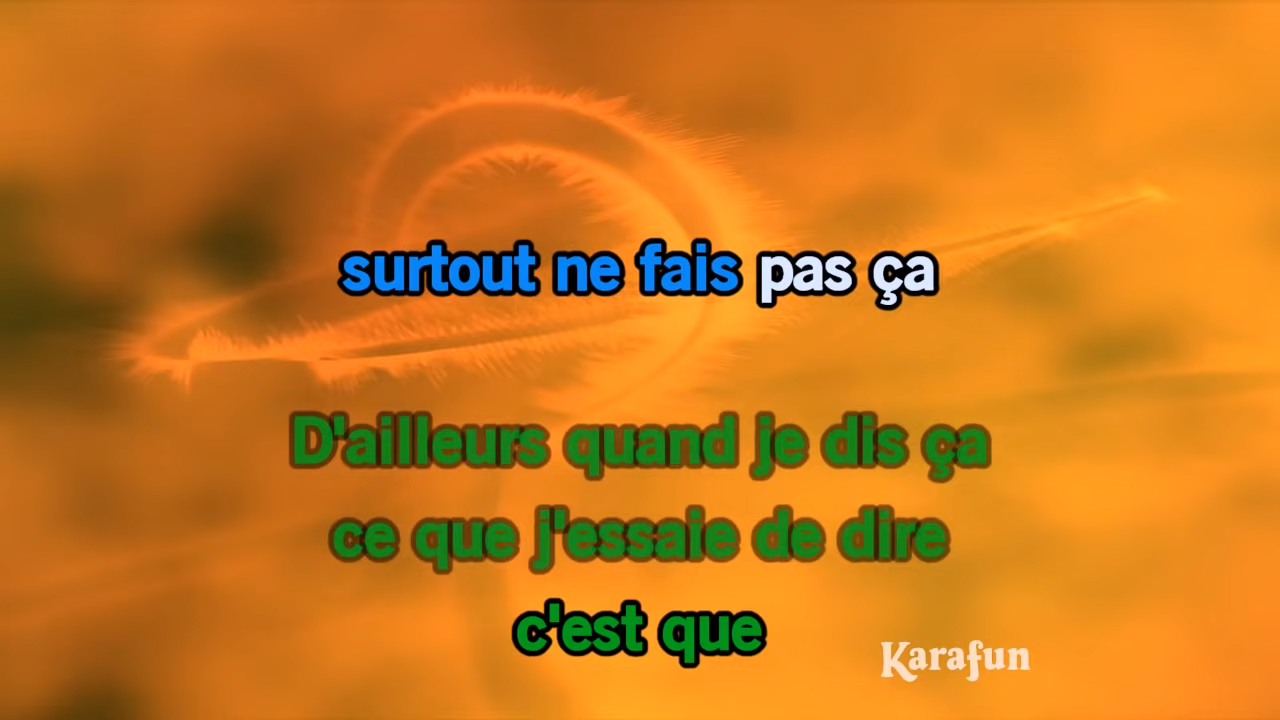 surtout ne fais pas ça
D'ailleurs quand je dis ça
ce que j'essaie de dire
c'est que
Karafun